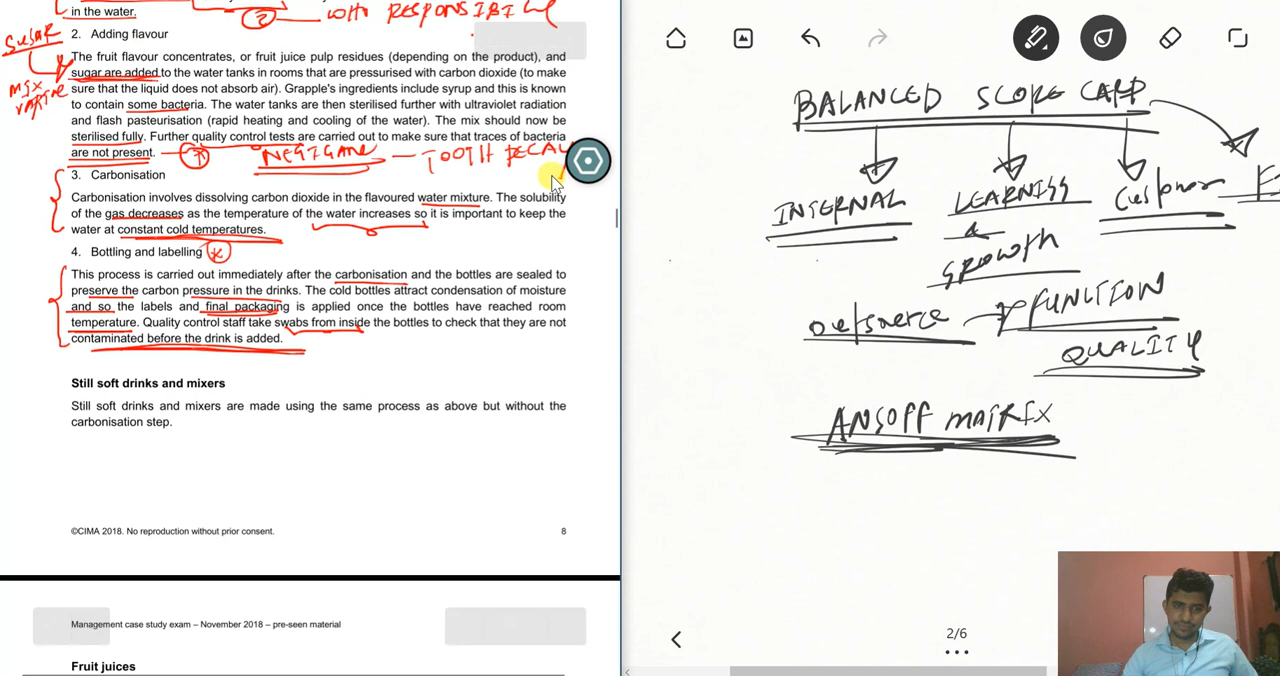 in the water.
② WITH RESPONSIBILITY
2. Adding flavour
SUGAR
The fruit flavour concentrates, or fruit juice pulp residues (depending on the product), and
sugar are added to the water tanks in rooms that are pressurised with carbon dioxide (to make
sure that the liquid does not absorb air). Grapple's ingredients include syrup and this is known
to contain some bacteria. The water tanks are then sterilised further with ultraviolet radiation
and flash pasteurisation (rapid heating and cooling of the water). The mix should now be
sterilised fully. Further quality control tests are carried out to make sure that traces of bacteria
are not present.
TOOTH DECAY
3. Carbonisation
Carbonisation involves dissolving carbon dioxide in the flavoured water mixture. The solubility
of the gas decreases as the temperature of the water increases so it is important to keep the
water at constant cold temperatures.
4. Bottling and labelling
This process is carried out immediately after the carbonisation and the bottles are sealed to
preserve the carbon pressure in the drinks. The cold bottles attract condensation of moisture
and so the labels and final packaging is applied once the bottles have reached room
temperature. Quality control staff take swabs from inside the bottles to check that they are not
contaminated before the drink is added.
Still soft drinks and mixers
Still soft drinks and mixers are made using the same process as above but without the
carbonisation step.
©CIMA 2018. No reproduction without prior consent.
8
Management case study exam – November 2018 – pre-seen material
Fruit juices
BALANCED SCORE CARD
INTERNAL
LEARNING
&
GROWTH
Customer
Outsource
FUNCTION
QUALITY
ANSOFF MATRIX
2/6